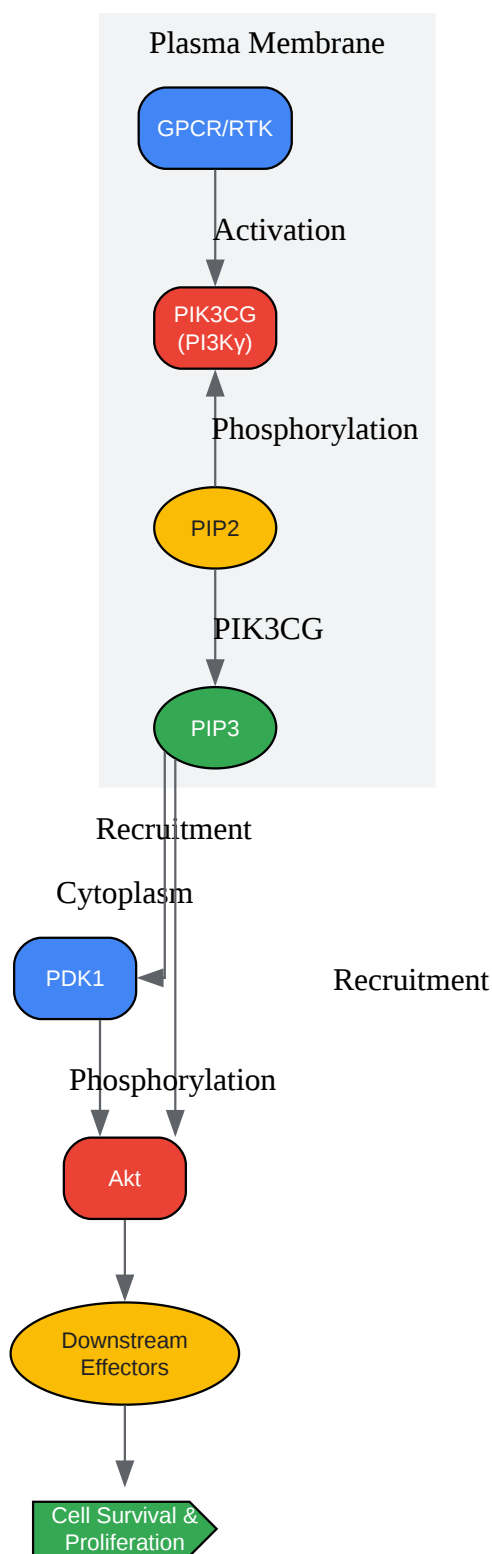 Plasma Membrane
GPCR/RTK
Activation
PIK3CG
(PI3Kγ)
Phosphorylation
PIP2
PIK3CG
PIP3
Recruitment
Cytoplasm
PDK1
Recruitment
Phosphorylation
Akt
Downstream
Effectors
Cell Survival &
Proliferation